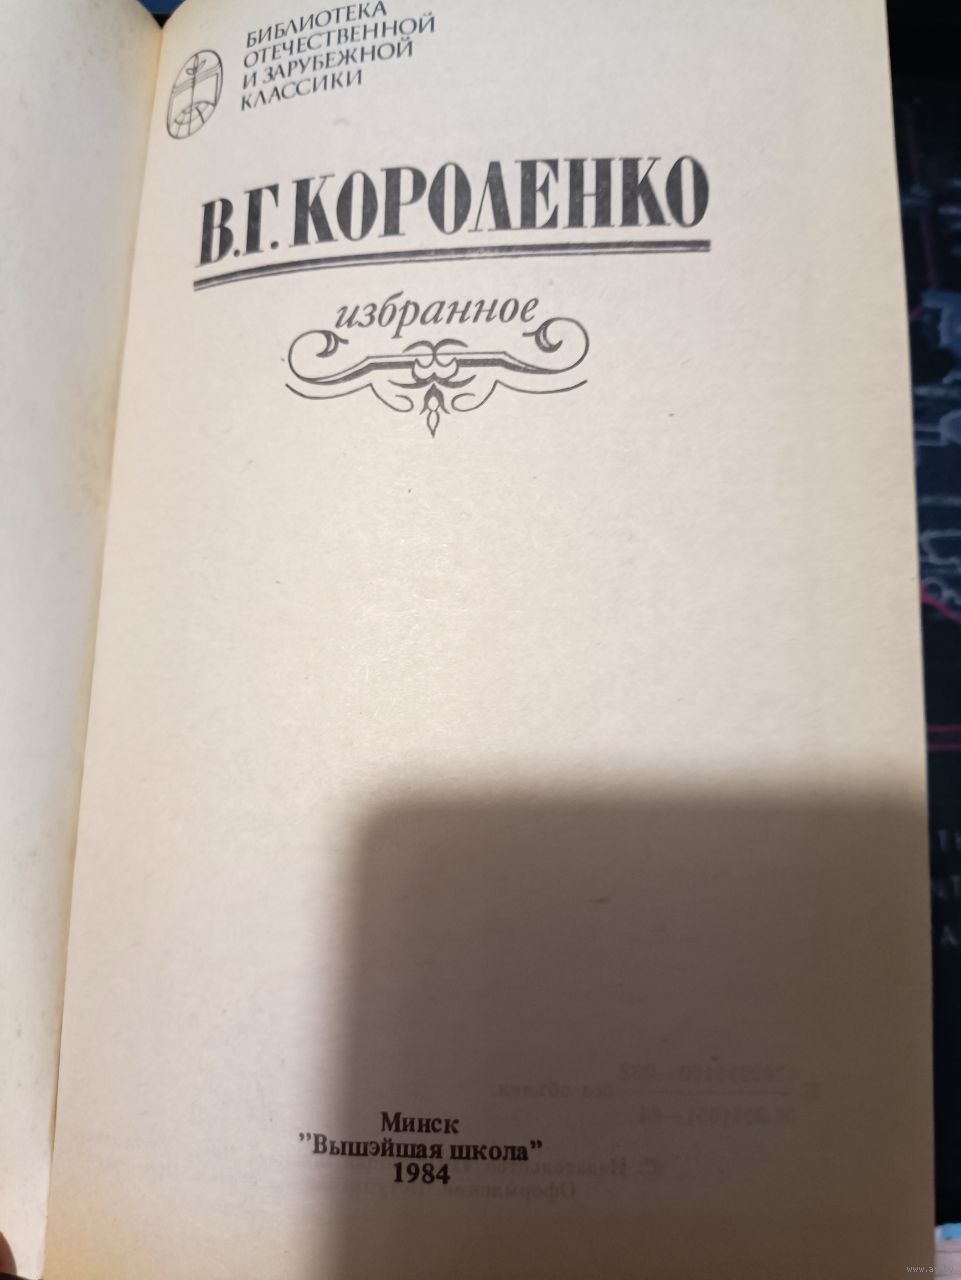 БИБЛИОТЕКА
ОТЕЧЕСТВЕННОЙ
И ЗАРУБЕЖНОЙ
КЛАССИКИ
В.Г. КОРОЛЕНКО
избранное
Минск
"Вышэйшая школа"
1984